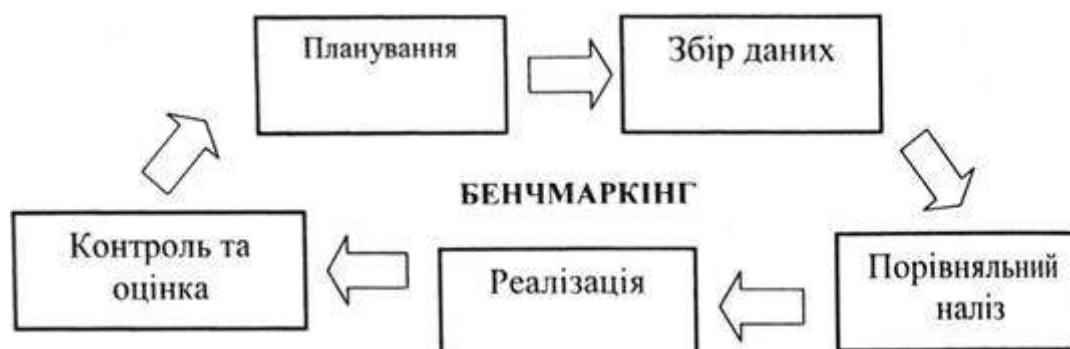 Планування
Збір даних
БЕНЧМАРКІНГ
Контроль та
оцінка
Реалізація
Порівняльний
наліз